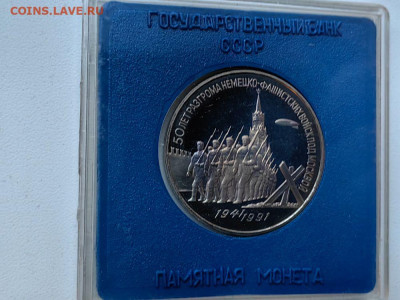 COINS.LAVE.RU
ГОСУДАРСТВЕННЫЙ БАНК
СССР
50 ЛЕТ РАЗГРОМА НЕМЕЦКО-ФАШИСТСКИХ ВОЙСК ПОД МОСКВОЙ
1941 1991
ПАМЯТНАЯ МОНЕТА